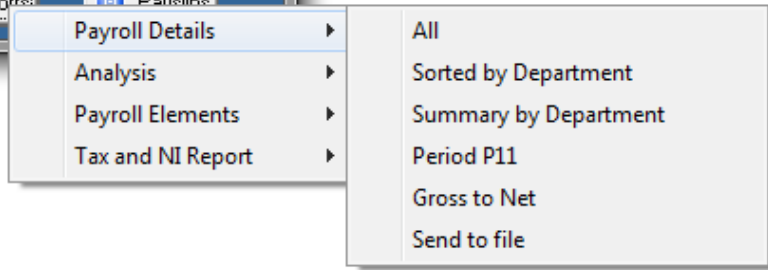 Payroll Details
Analysis
Payroll Elements
Tax and NI Report
All
Sorted by Department
Summary by Department
Period P11
Gross to Net
Send to file